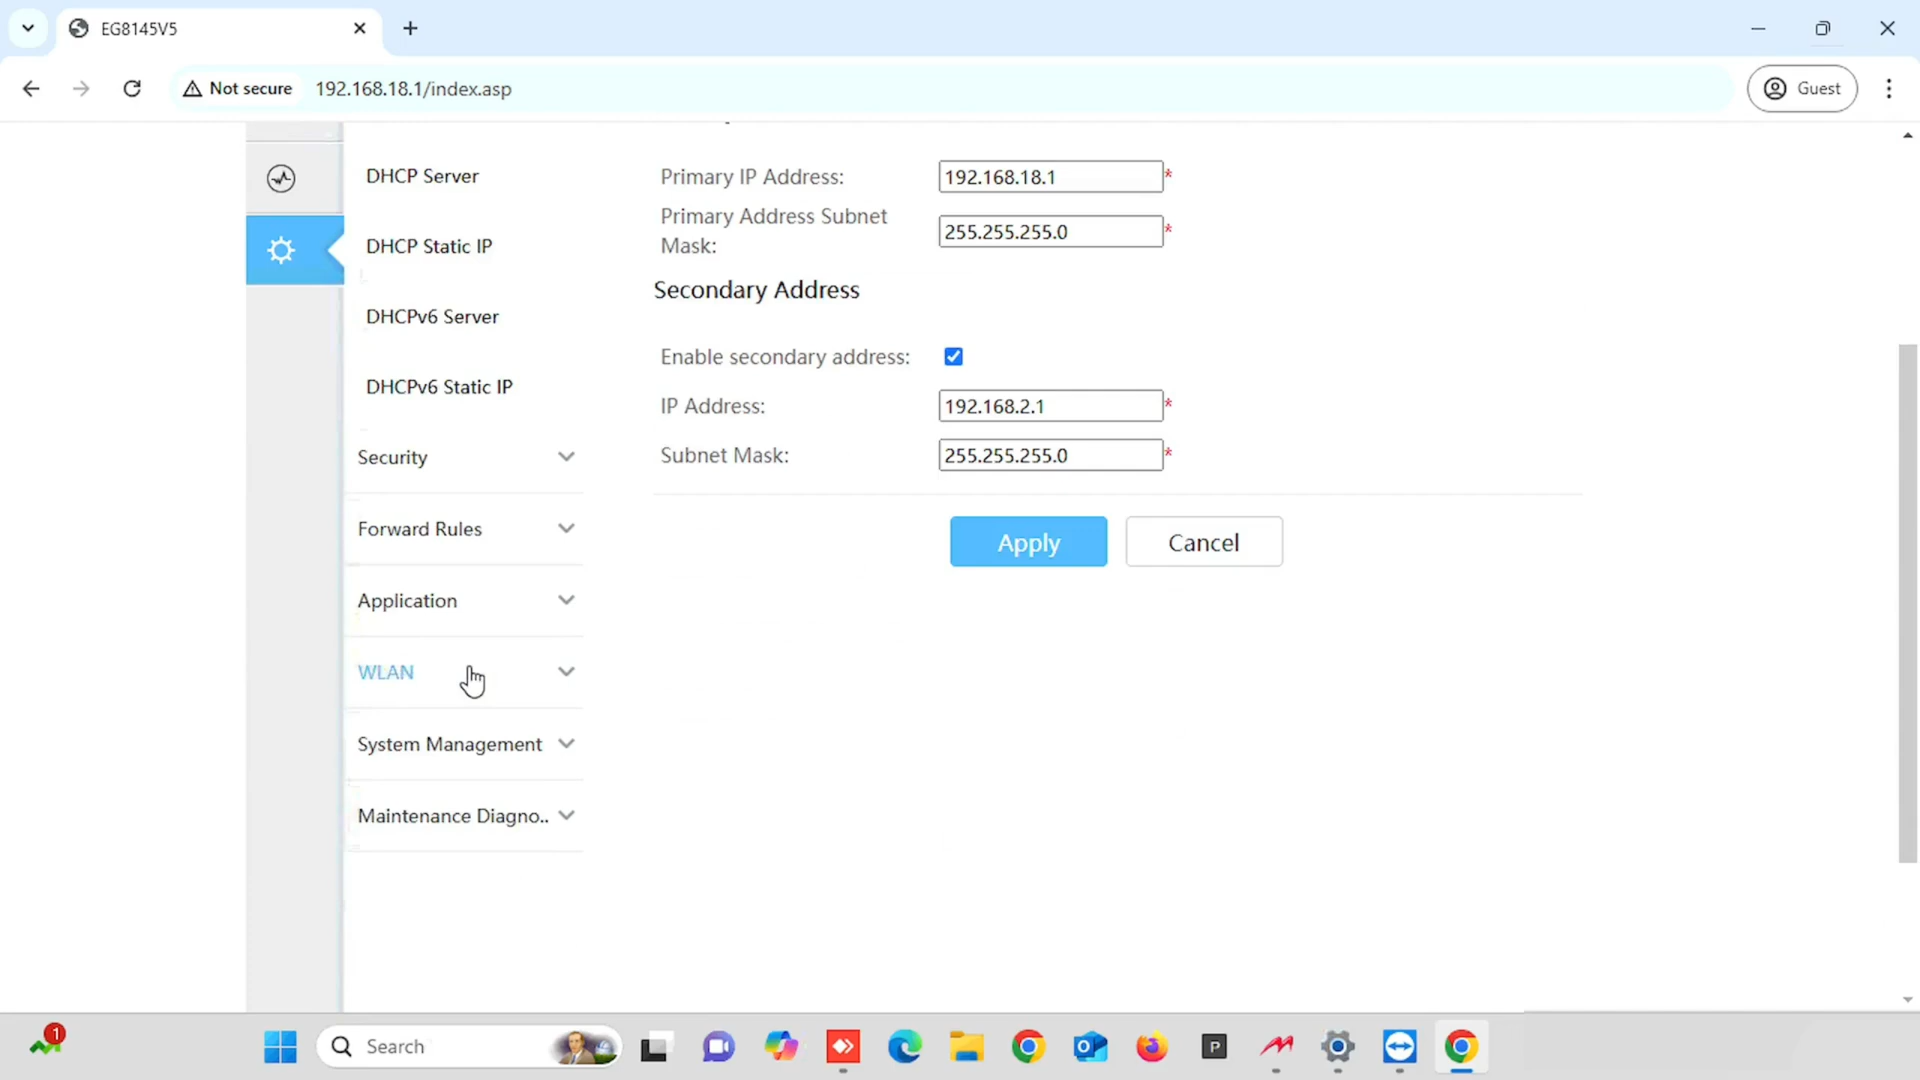 EG8145V5
Not secure
192.168.18.1/index.asp
Guest
DHCP Server
DHCP Static IP
DHCPv6 Server
DHCPv6 Static IP
Security
Forward Rules
Application
WLAN
System Management
Maintenance Diagno..
Primary IP Address:
192.168.18.1
*
Primary Address Subnet
Mask:
255.255.255.0
*
Secondary Address
Enable secondary address:
IP Address:
192.168.2.1
*
Subnet Mask:
255.255.255.0
*
Apply
Cancel
1
Search
P